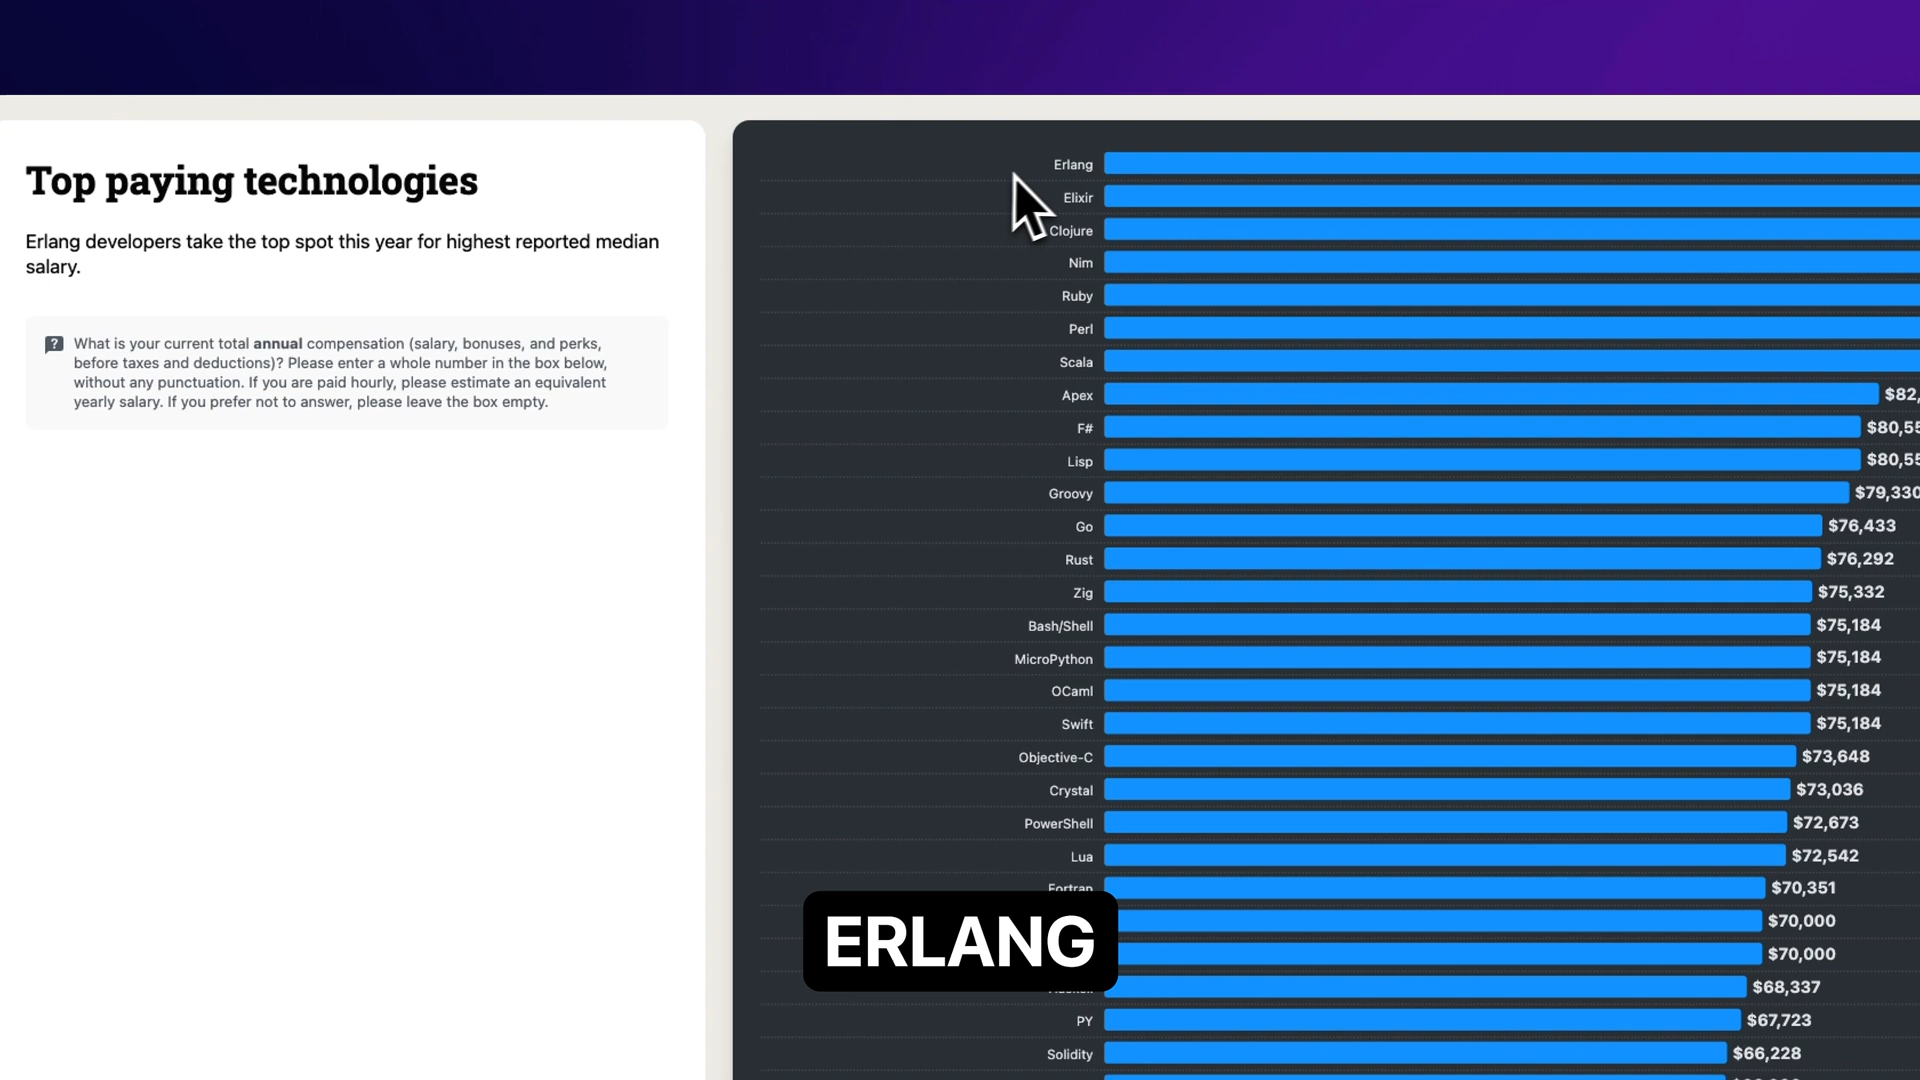 Top paying technologies
Erlang developers take the top spot this year for highest reported median
salary.
What is your current total annual compensation (salary, bonuses, and perks,
before taxes and deductions)? Please enter a whole number in the box below,
without any punctuation. If you are paid hourly, please estimate an equivalent
yearly salary. If you prefer not to answer, please leave the box empty.
Erlang
Elixir
Clojure
Nim
Ruby
Perl
Scala
Apex $82,
F# $80,55
Lisp $80,55
Groovy $79,330
Go $76,433
Rust $76,292
Zig $75,332
Bash/Shell $75,184
MicroPython $75,184
OCaml $75,184
Swift $75,184
Objective-C $73,648
Crystal $73,036
PowerShell $72,673
Lua $72,542
Fortran $70,351
$70,000
ERLANG
$70,000
$68,337
PY $67,723
Solidity $66,228